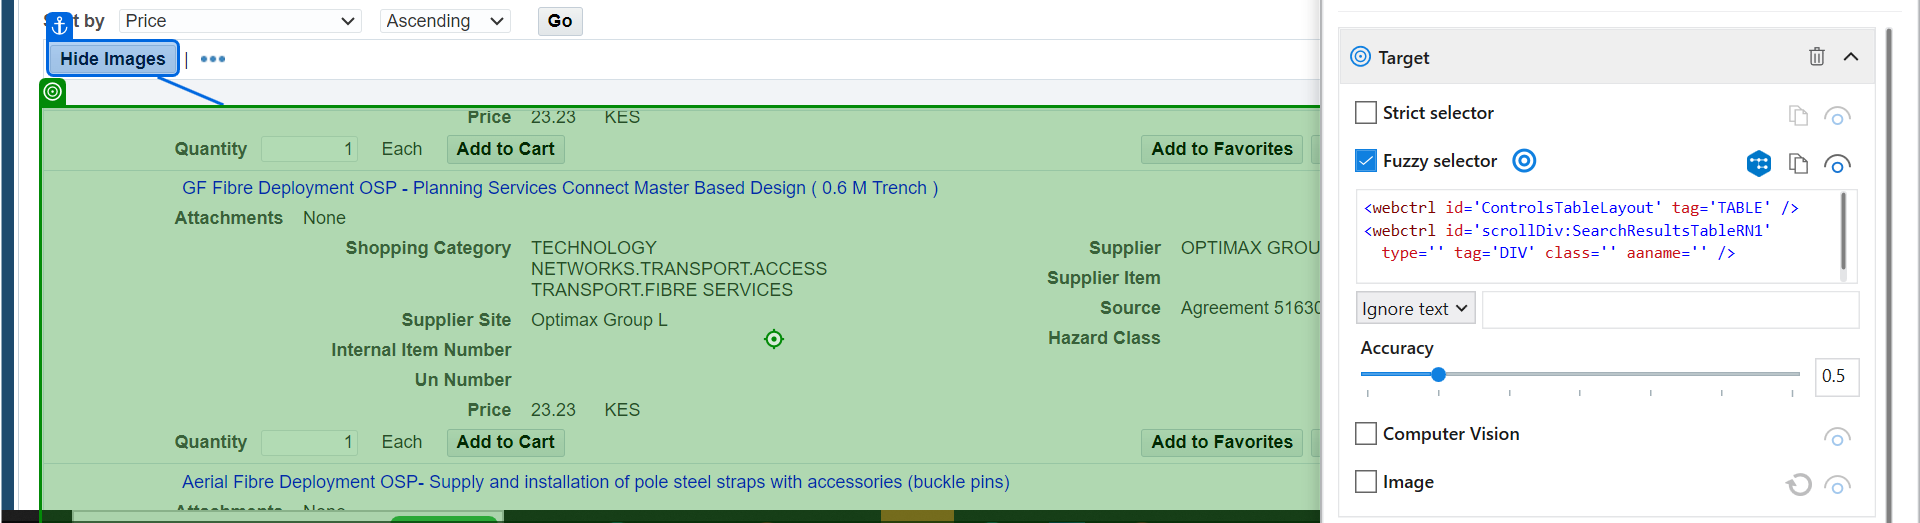 t by Price Ascending Go
Hide Images | •••
Price 23.23 KES
Quantity 1 Each Add to Cart Add to Favorites
GF Fibre Deployment OSP - Planning Services Connect Master Based Design ( 0.6 M Trench )
Attachments None
Shopping Category TECHNOLOGY
NETWORKS.TRANSPORT.ACCESS
TRANSPORT.FIBRE SERVICES
Supplier OPTIMAX GROU
Supplier Item
Source Agreement 5163
Hazard Class
Supplier Site Optimax Group L
Internal Item Number
Un Number
Price 23.23 KES
Quantity 1 Each Add to Cart Add to Favorites
Aerial Fibre Deployment OSP- Supply and installation of pole steel straps with accessories (buckle pins)
Attachments None
Target
Strict selector
Fuzzy selector
<webctrl id='ControlsTableLayout' tag='TABLE' />
<webctrl id='scrollDiv:SearchResultsTableRN1'
type='' tag='DIV' class='' aaname='' />
Ignore text
Accuracy
0.5
Computer Vision
Image